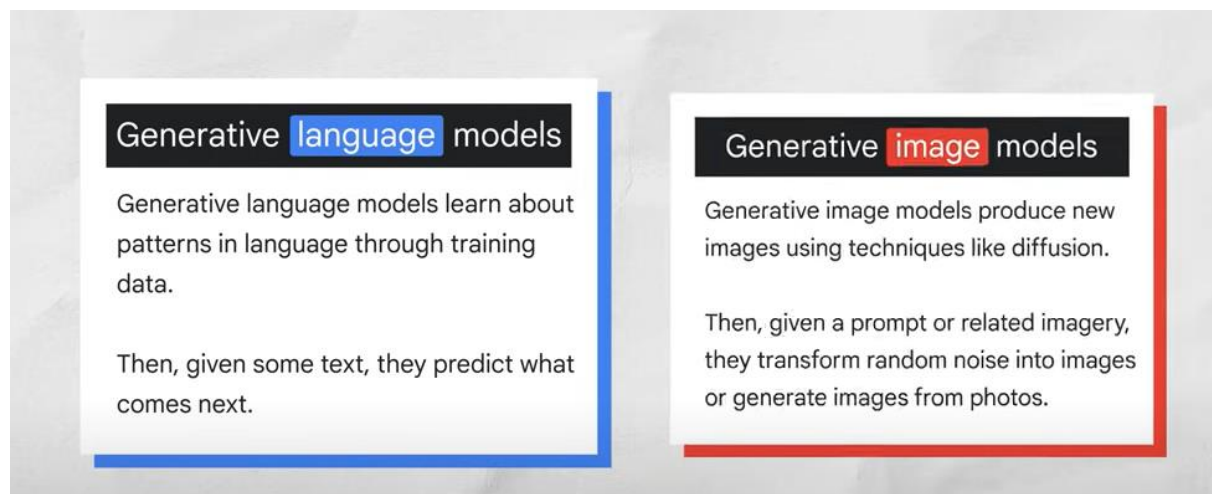 Generative language models
Generative language models learn about
patterns in language through training
data.
Then, given some text, they predict what
comes next.
Generative image models
Generative image models produce new
images using techniques like diffusion.
Then, given a prompt or related imagery,
they transform random noise into images
or generate images from photos.